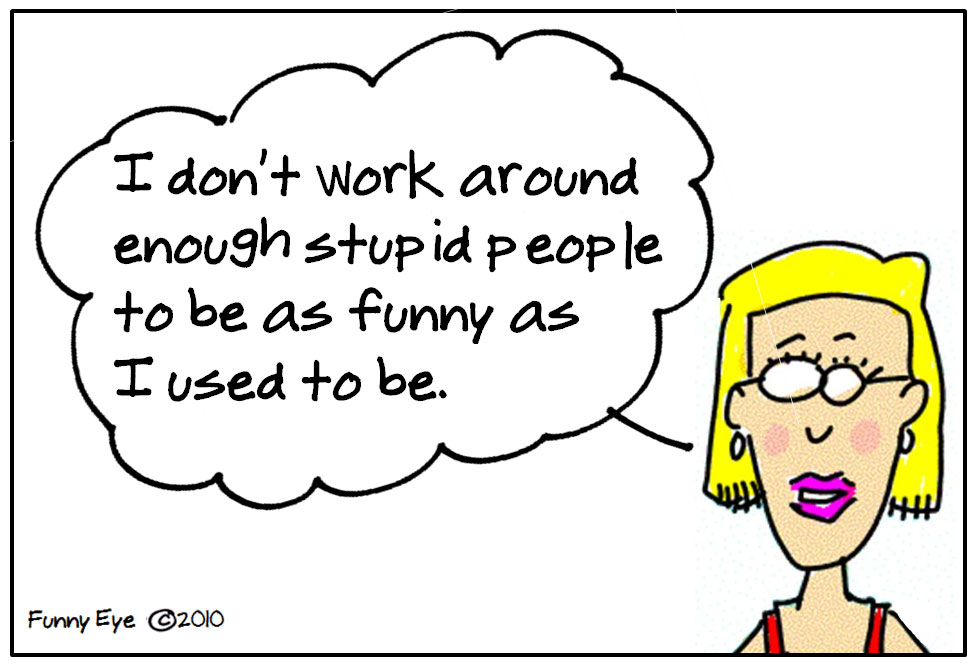 I don't work around
enough stupid people
to be as funny as
I used to be.
Funny Eye ©2010